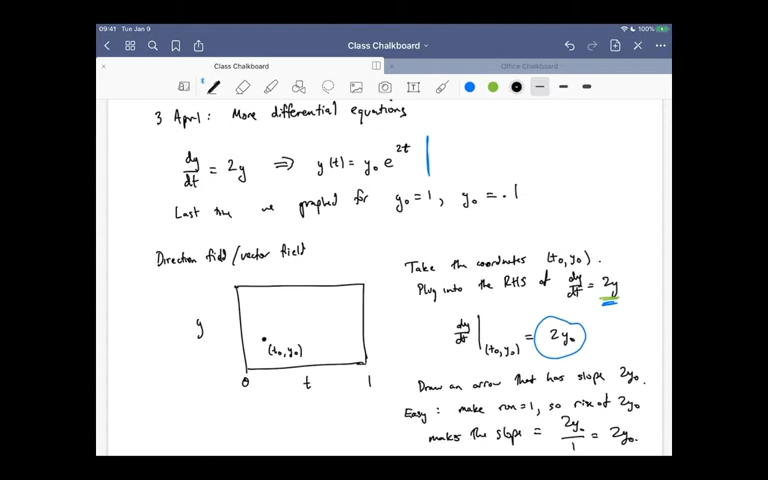 09:41 Tue Jan 9
100%
Class Chalkboard
Class Chalkboard
Office Chalkboard
3 April: More differential equations
dy/dt = 2y ⟹ y(t) = y₀ e^{2t}
Last time we graphed for y₀ = 1, y₀ = .1
Direction field/vector field
y
(t₀, y₀)
0 t 1
Take the coordinates (t₀, y₀).
Plug into the RHS of dy/dt = 2y
dy/dt |(t₀, y₀) = 2y₀
Draw an arrow that has slope 2y₀.
Easy: make run = 1, so rise of 2y₀
makes the slope = 2y₀/1 = 2y₀.